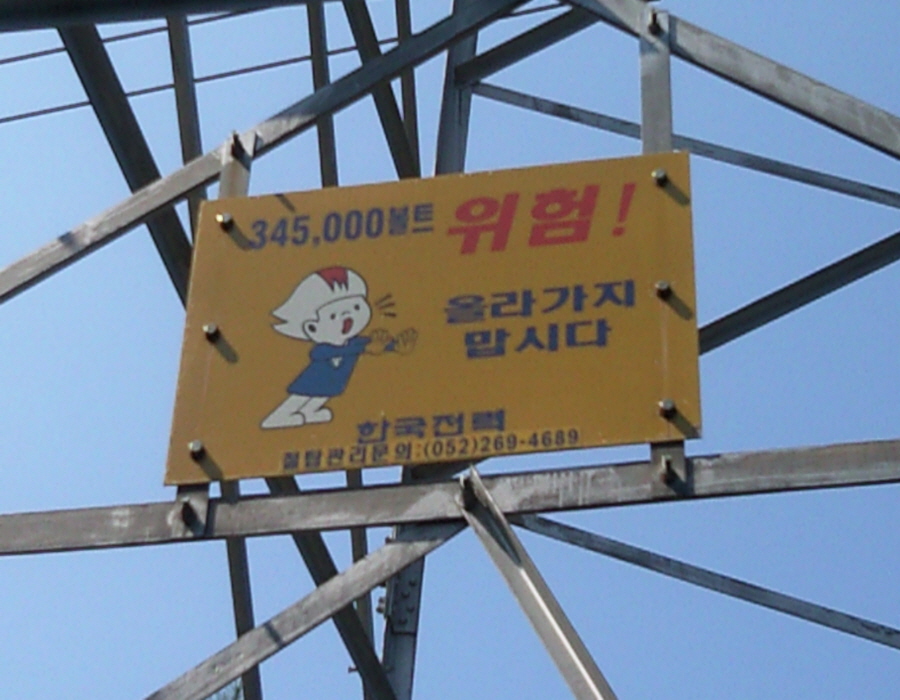 345,000볼트 위험!
올라가지
맙시다
한국전력
철탑관리문의:(052)269-4689